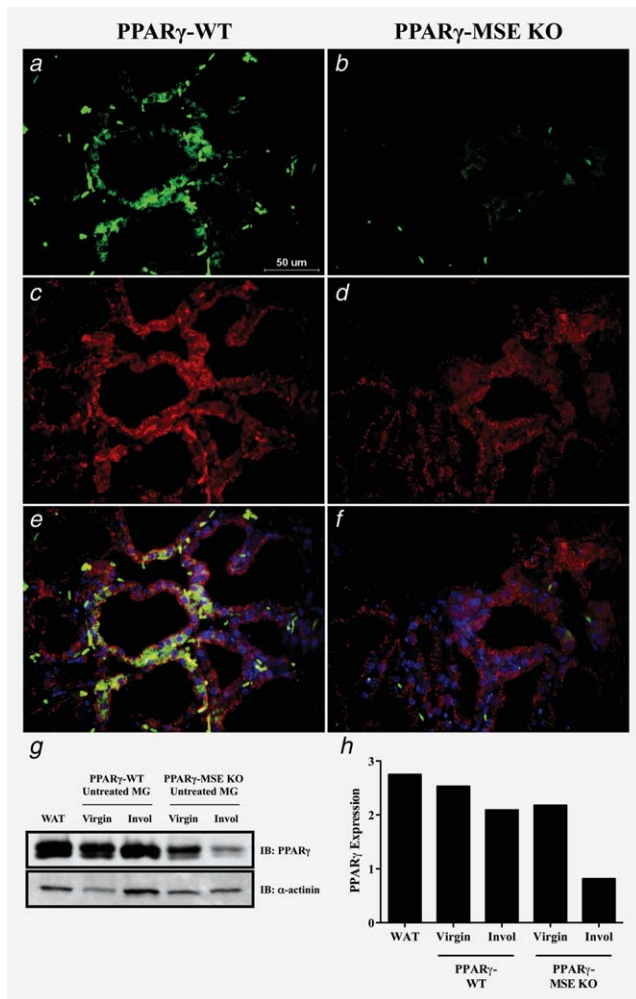 PPARγ-WT PPARγ-MSE KO
a b
50 um
c d
e f
g h
PPARγ-WT PPARγ-MSE KO
Untreated MG Untreated MG
WAT Virgin Invol Virgin Invol
IB: PPARγ
IB: α-actinin
PPARγ Expression
3
2
1
0
WAT Virgin Invol Virgin Invol
PPARγ- PPARγ-
WT MSE KO